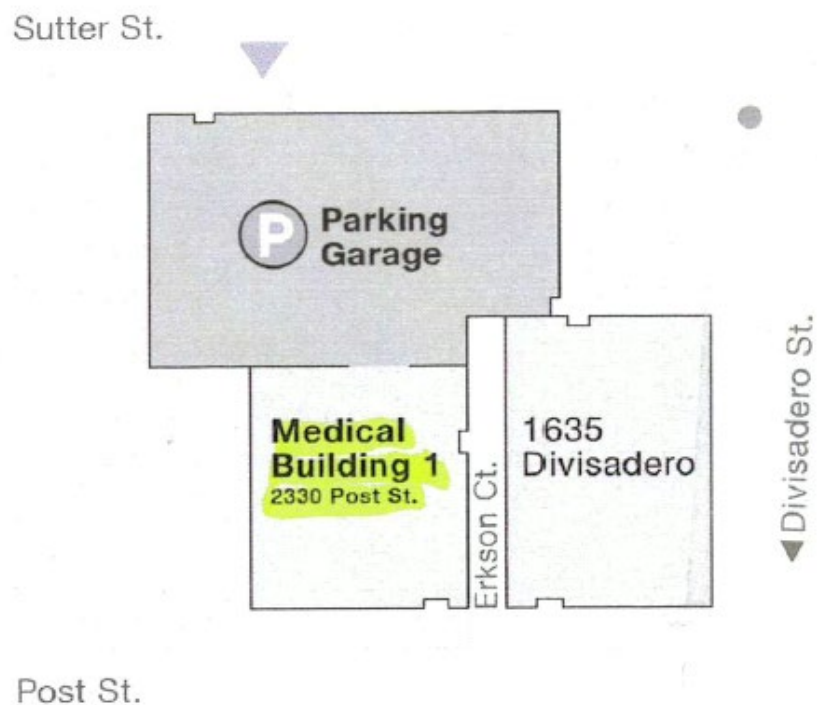 Sutter St.
P
Parking
Garage
Medical
Building 1
2330 Post St.
Erkson Ct.
1635
Divisadero
Divisadero St.
Post St.